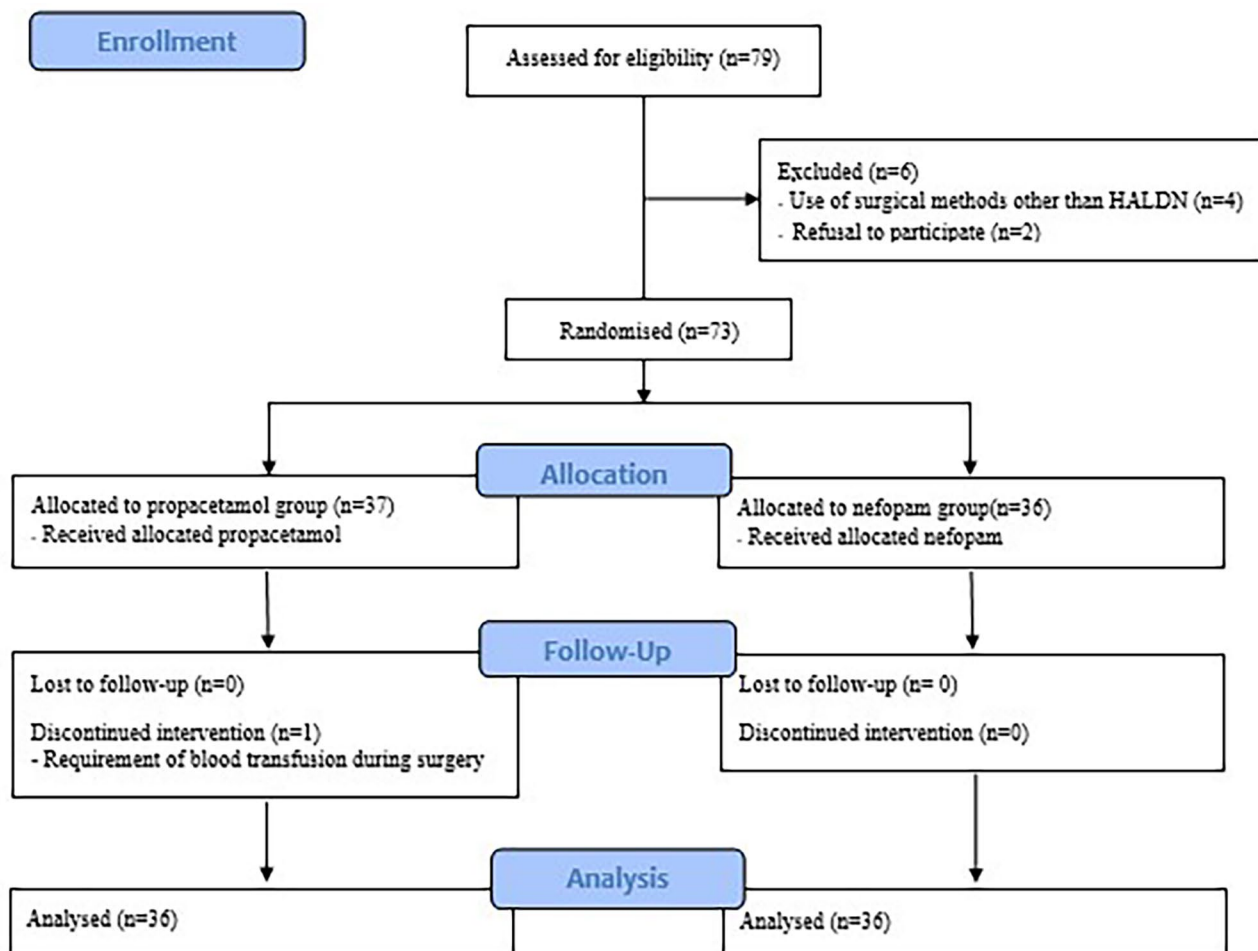 Enrollment
Assessed for eligibility (n=79)
Excluded (n=6)
- Use of surgical methods other than HALDN (n=4)
- Refusal to participate (n=2)
Randomised (n=73)
Allocation
Allocated to propacetamol group (n=37)
- Received allocated propacetamol
Allocated to nefopam group(n=36)
- Received allocated nefopam
Follow-Up
Lost to follow-up (n=0)
Discontinued intervention (n=1)
- Requirement of blood transfusion during surgery
Lost to follow-up (n= 0)
Discontinued intervention (n=0)
Analysis
Analysed (n=36)
Analysed (n=36)